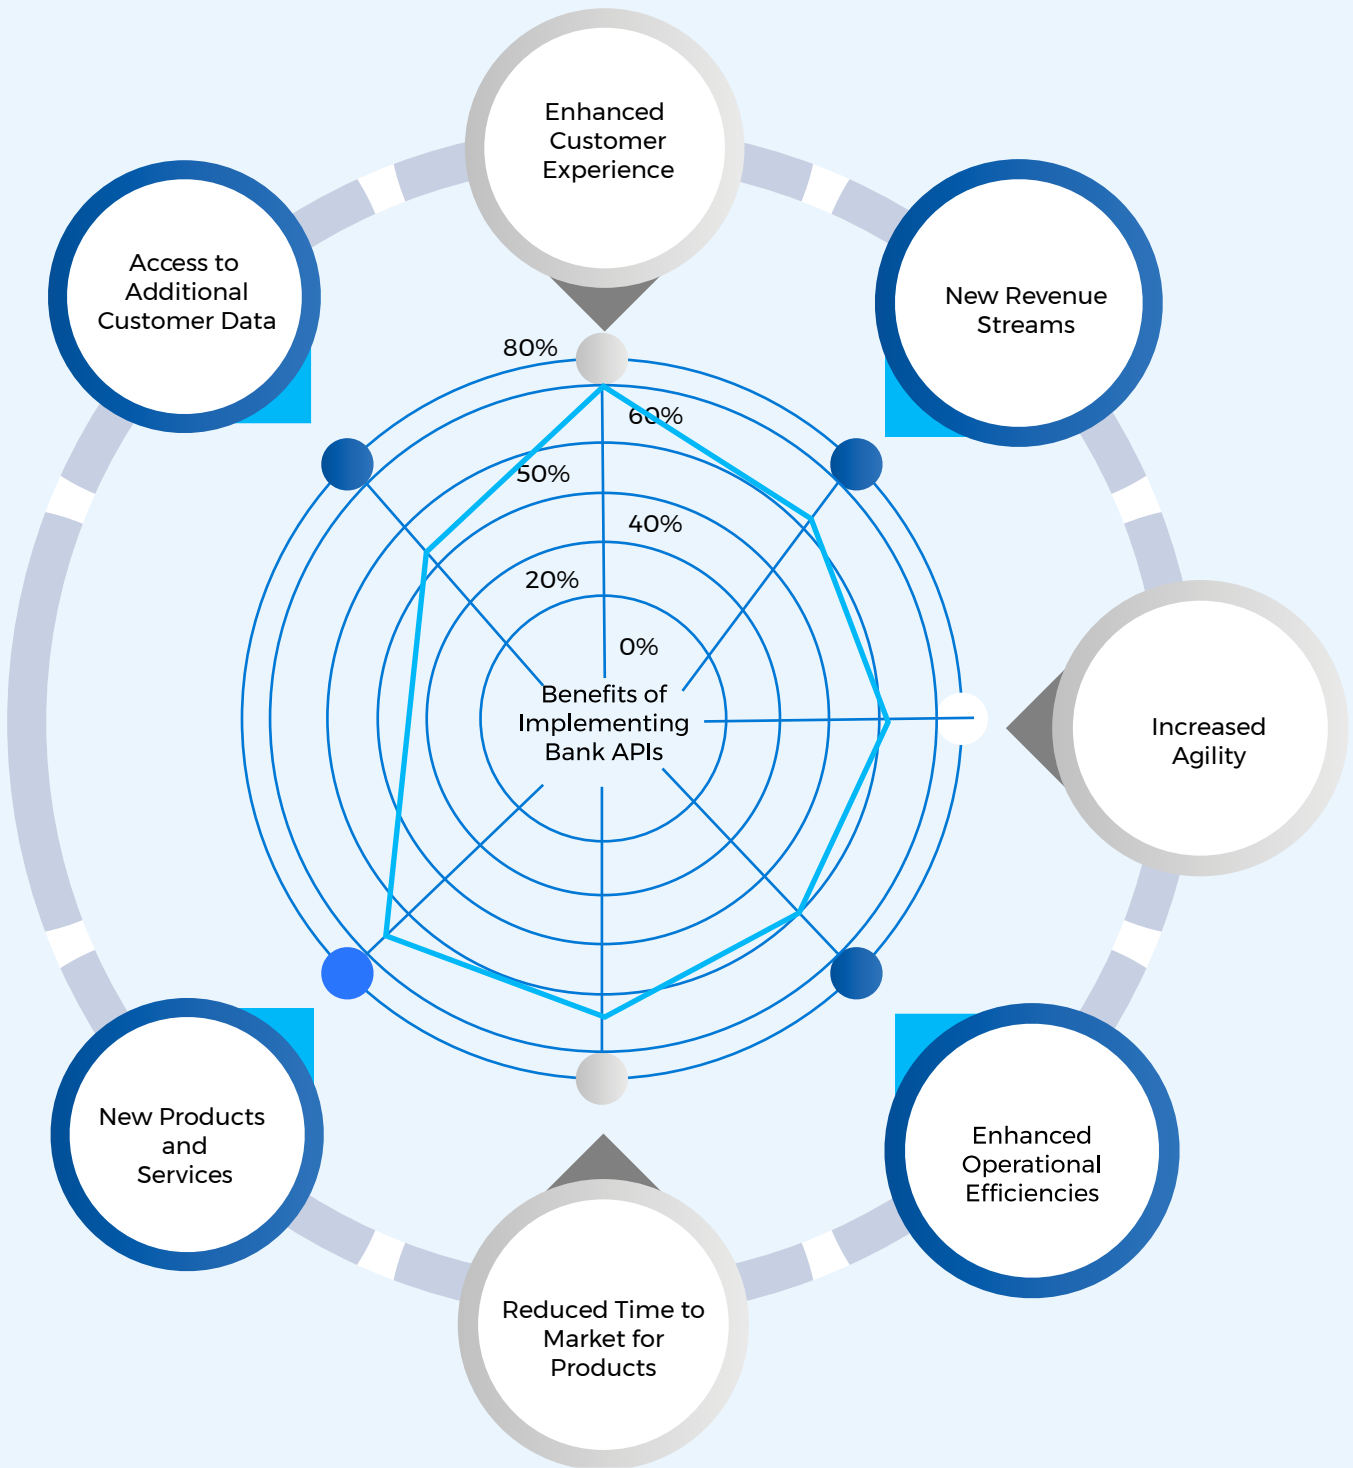 Enhanced
Customer
Experience
Access to
Additional
Customer Data
New Revenue
Streams
80%
60%
50%
40%
20%
0%
Benefits of
Implementing
Bank APIs
Increased
Agility
New Products
and
Services
Enhanced
Operational
Efficiencies
Reduced Time to
Market for
Products